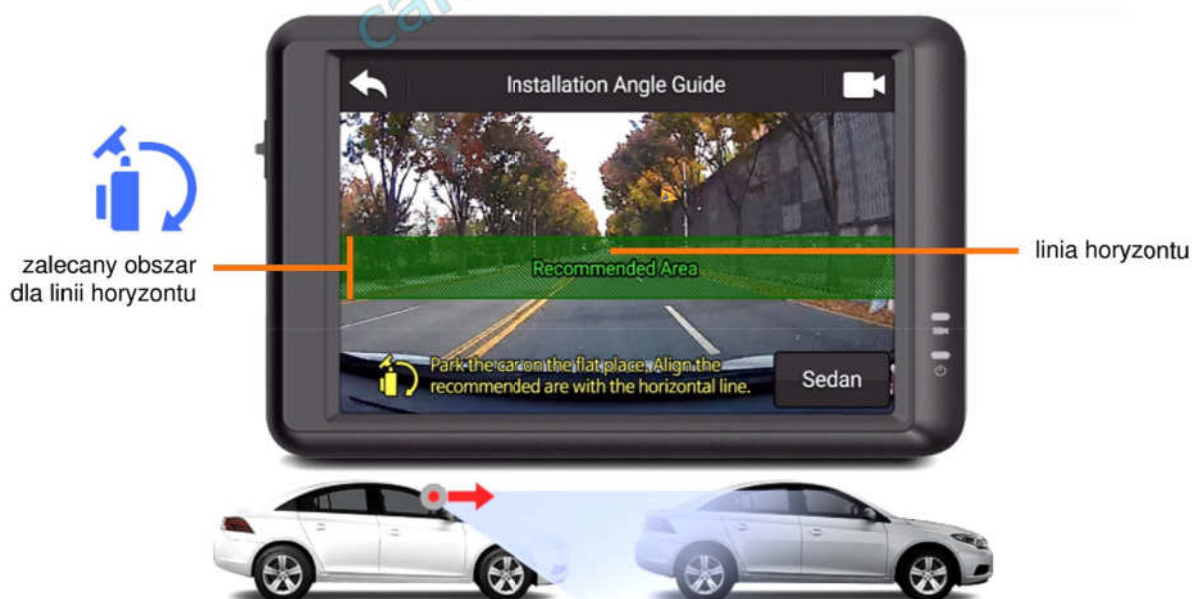 Installation Angle Guide
linia horyzontu
zalecany obszar
dla linii horyzontu
Recommended Area
Park the car on the flat place, Align the
recommended are with the horizontal line.
Sedan